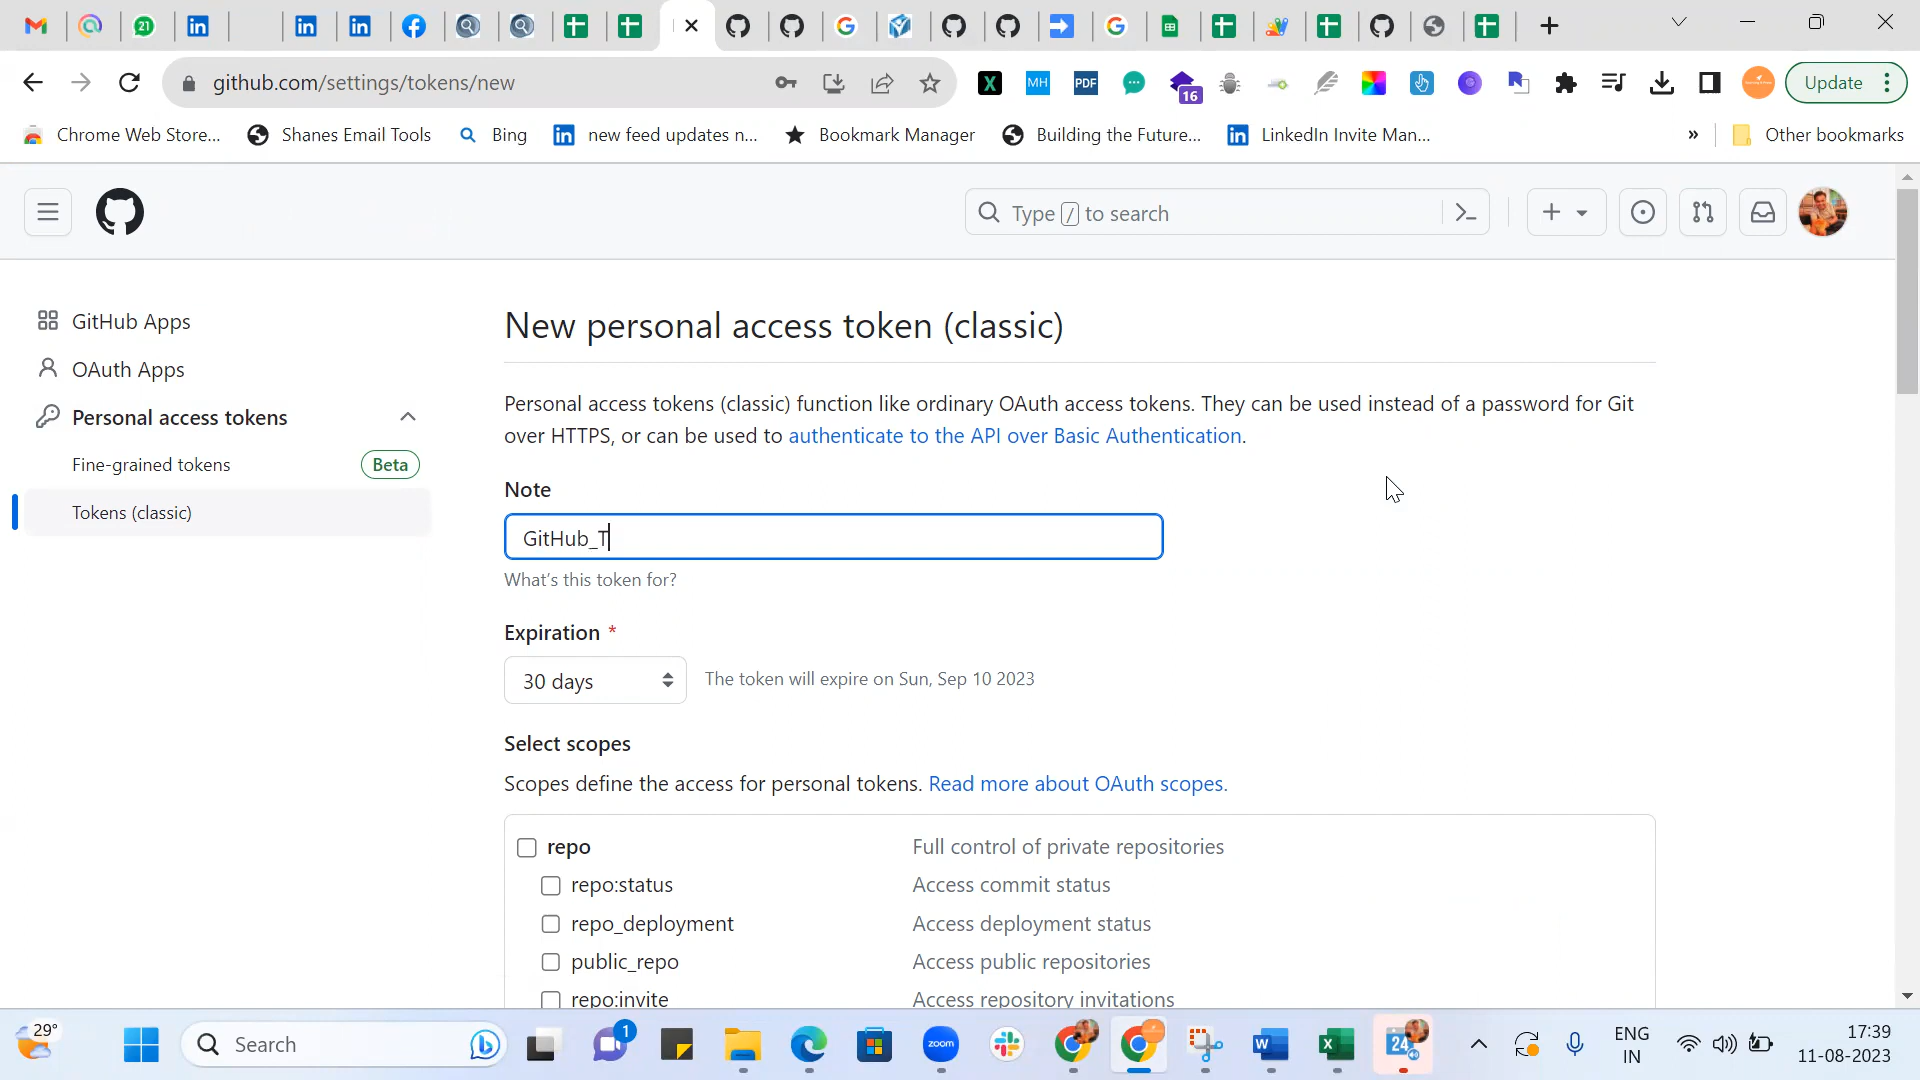 21
github.com/settings/tokens/new
X
MH
PDF
16
Update
Chrome Web Store...
Shanes Email Tools
Bing
new feed updates n...
Bookmark Manager
Building the Future...
LinkedIn Invite Man...
»
Other bookmarks
Type / to search
GitHub Apps
OAuth Apps
Personal access tokens
Fine-grained tokens
Beta
Tokens (classic)
New personal access token (classic)
Personal access tokens (classic) function like ordinary OAuth access tokens. They can be used instead of a password for Git
over HTTPS, or can be used to authenticate to the API over Basic Authentication.
Note
GitHub_T
What's this token for?
Expiration *
30 days
The token will expire on Sun, Sep 10 2023
Select scopes
Scopes define the access for personal tokens. Read more about OAuth scopes.
repo
Full control of private repositories
repo:status
Access commit status
repo_deployment
Access deployment status
public_repo
Access public repositories
repo:invite
Access repository invitations
29°
Search
1
zoom
24
ENG
IN
17:39
11-08-2023